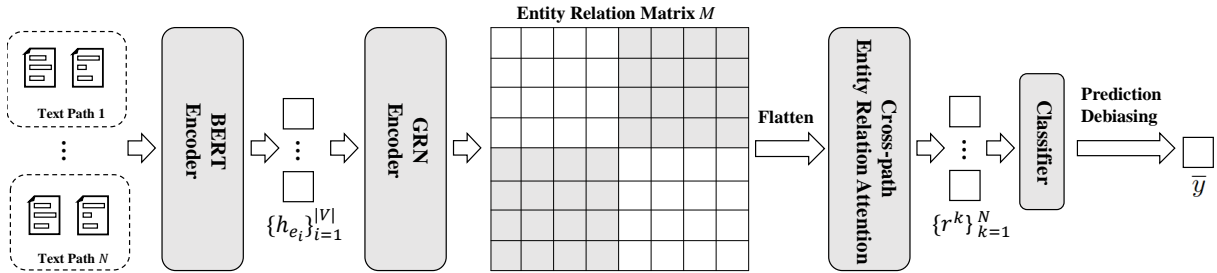 Entity Relation Matrix M
Text Path 1
⋮
Text Path N
BERT
Encoder
⋯
{h_{e_i}}_{i=1}^{|V|}
GRN
Encoder
Flatten
Cross-path
Entity Relation Attention
⋯
{r^k}_{k=1}^N
Classifier
Prediction
Debiasing
\overline{y}